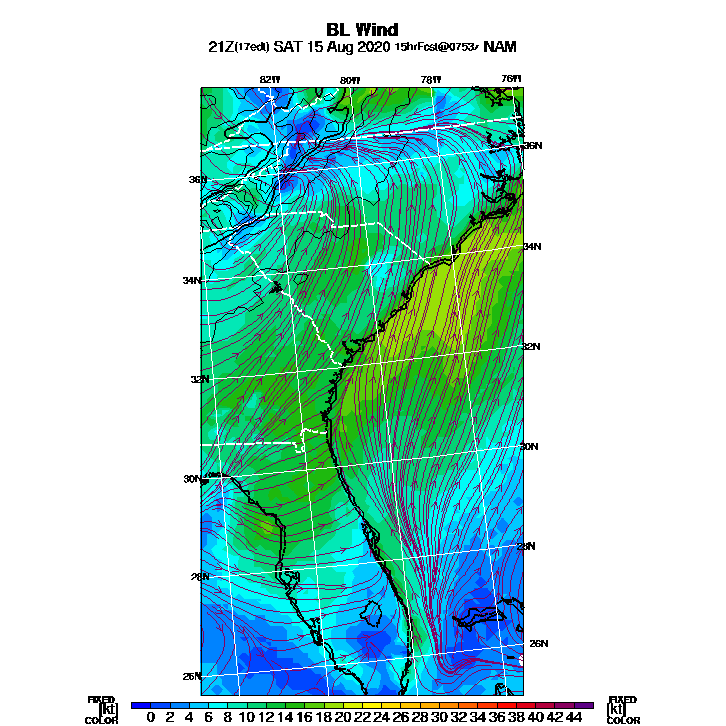 BL Wind
21Z(17edt) SAT 15 Aug 2020 15hrFcst@0753z NAM
82W 80W 78W 76W
36N
36N
34N
34N
32N
32N
30N
30N
28N
28N
26N
26N
FIXED FIXED
[kt] 0 2 4 6 8 10 12 14 16 18 20 22 24 26 28 30 32 34 36 38 40 42 44 [kt]
COLOR COLOR